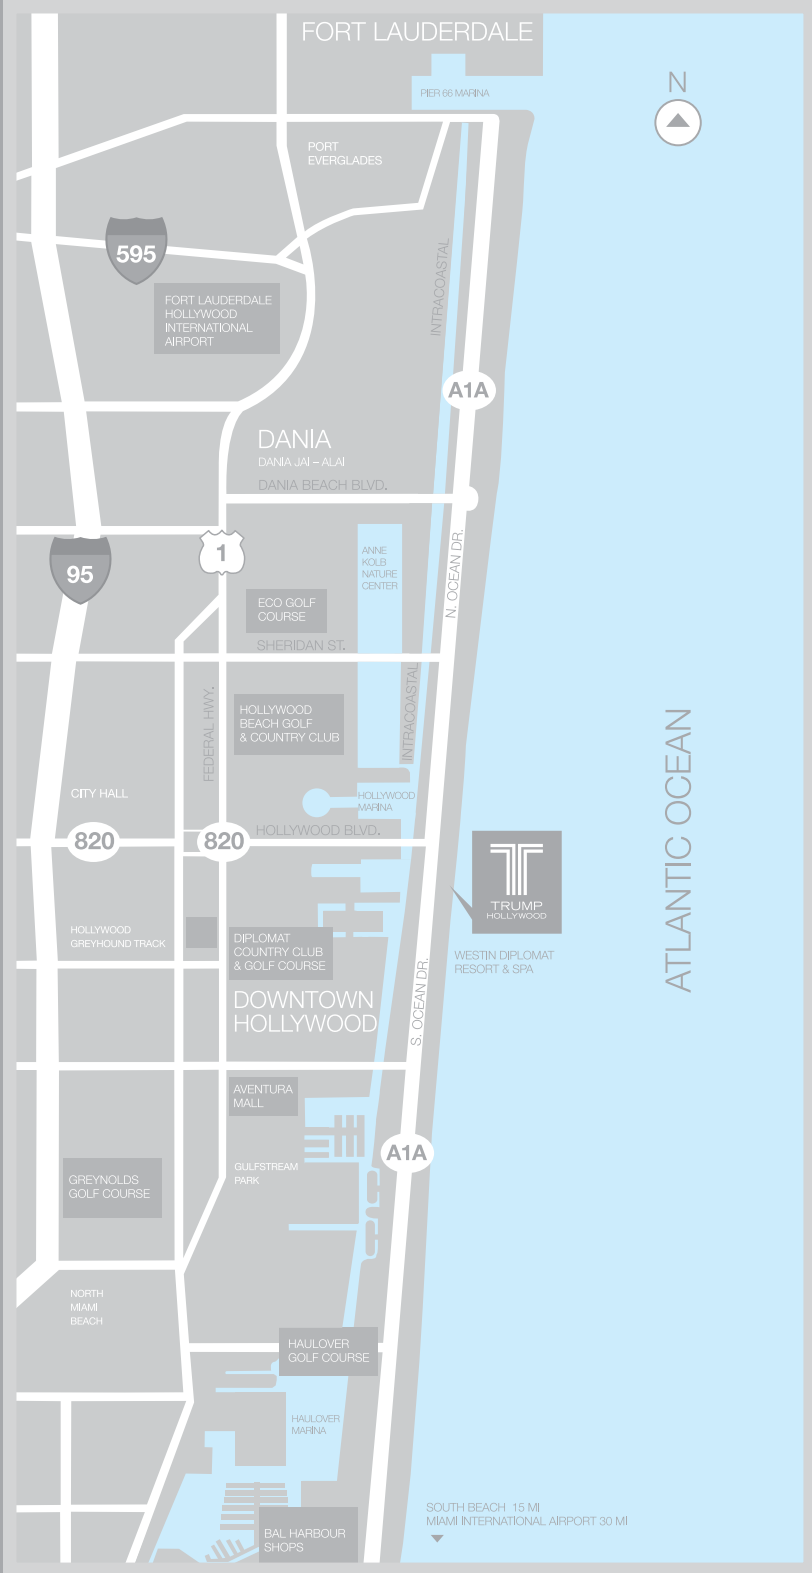 FORT LAUDERDALE
N
PIER 66 MARINA
PORT
EVERGLADES
595
INTRACOASTAL
FORT LAUDERDALE
HOLLYWOOD
INTERNATIONAL
AIRPORT
A1A
DANIA
DANIA JAI – ALAI
DANIA BEACH BLVD.
1
95
N. OCEAN DR.
ANNE
KOLB
NATURE
CENTER
ECO GOLF
COURSE
SHERIDAN ST.
INTRACOASTAL
FEDERAL HWY.
HOLLYWOOD
BEACH GOLF
& COUNTRY CLUB
ATLANTIC OCEAN
CITY HALL
HOLLYWOOD
MARINA
820
820
HOLLYWOOD BLVD.
TRUMP
HOLLYWOOD
HOLLYWOOD
GREYHOUND TRACK
DIPLOMAT
COUNTRY CLUB
& GOLF COURSE
WESTIN DIPLOMAT
RESORT & SPA
S. OCEAN DR.
DOWNTOWN
HOLLYWOOD
AVENTURA
MALL
A1A
GULFSTREAM
PARK
GREYNOLDS
GOLF COURSE
NORTH
MIAMI
BEACH
HAULOVER
GOLF COURSE
HAULOVER
MARINA
SOUTH BEACH 15 MI
MIAMI INTERNATIONAL AIRPORT 30 MI
BAL HARBOUR
SHOPS